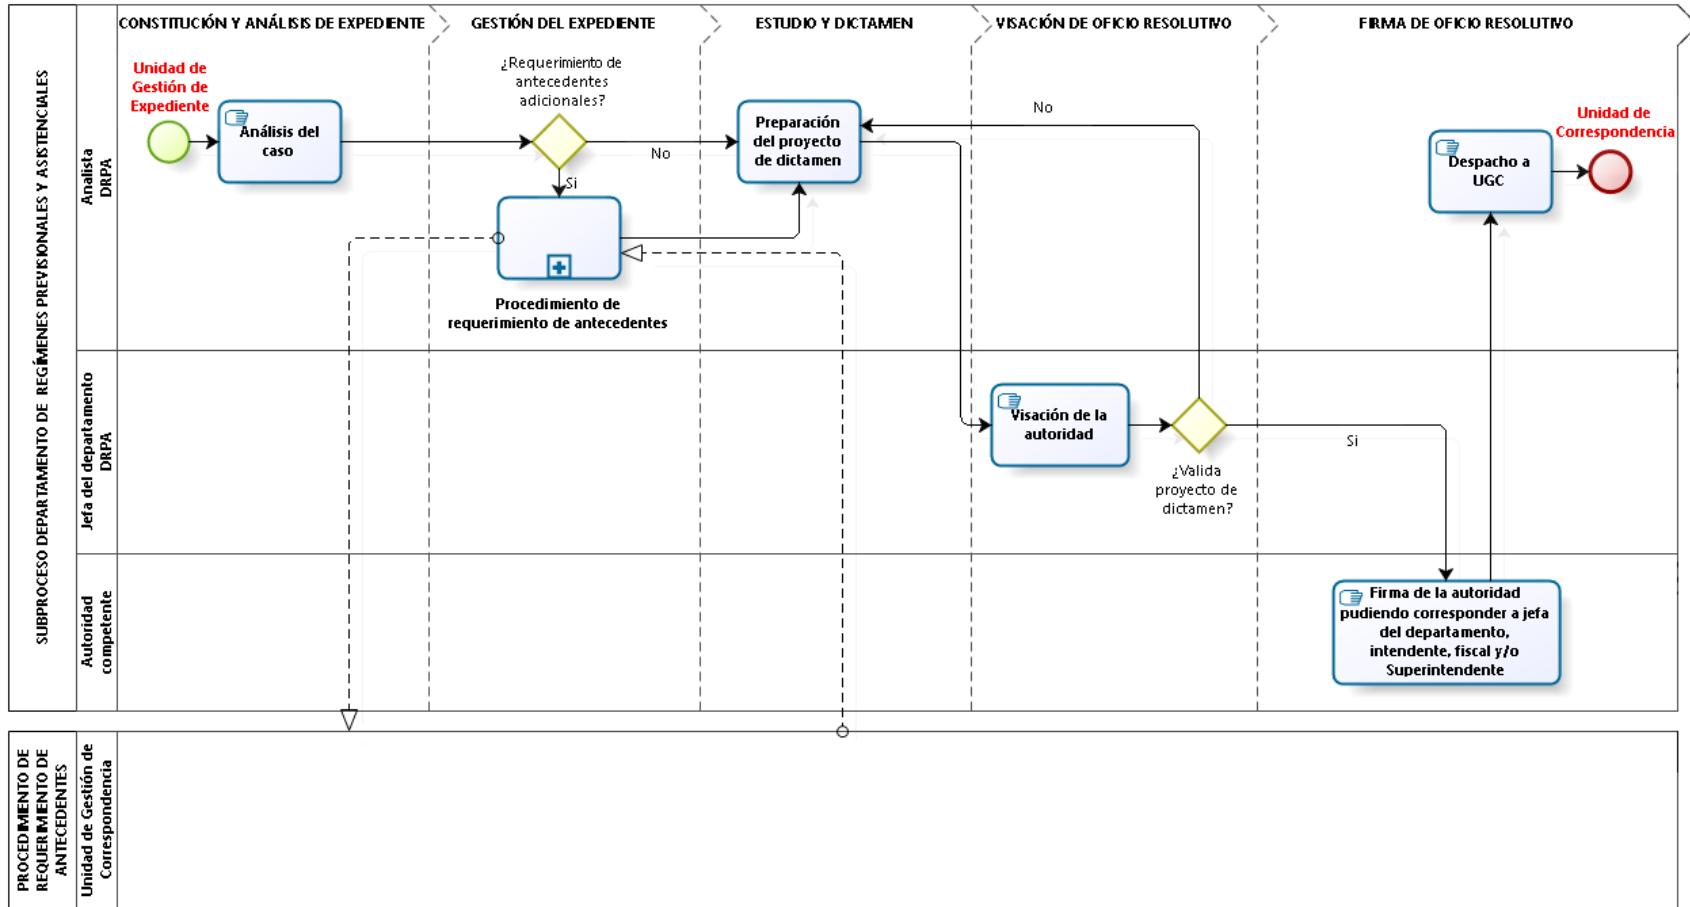 CONSTITUCIÓN Y ANÁLISIS DE EXPEDIENTE
GESTIÓN DEL EXPEDIENTE
ESTUDIO Y DICTAMEN
VISACIÓN DE OFICIO RESOLUTIVO
FIRMA DE OFICIO RESOLUTIVO
SUBPROCESO DEPARTAMENTO DE REGÍMENES PREVISIONALES Y ASISTENCIALES
Analista
DRPA
Unidad de
Gestión de
Expediente
Análisis del
caso
¿Requerimiento de
antecedentes
adicionales?
No
Si
Procedimiento de
requerimiento de antecedentes
Preparación
del proyecto
de dictamen
No
Despacho a
UGC
Unidad de
Correspondencia
Jefa del departamento
DRPA
Visación de la
autoridad
¿Valida
proyecto de
dictamen?
Si
Autoridad
competente
Firma de la autoridad
pudiendo corresponder a jefa
del departamento,
intendente, fiscal y/o
Superintendente
PROCEDIMIENTO DE
REQUERIMIENTO DE
ANTECEDENTES
Unidad de Gestión de
Correspondencia